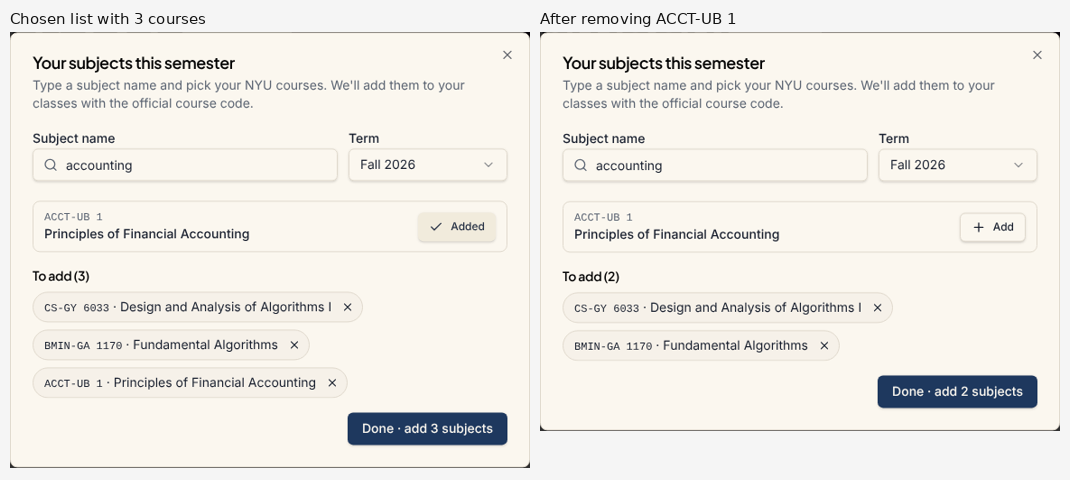 Chosen list with 3 courses
Your subjects this semester
Type a subject name and pick your NYU courses. We'll add them to your
classes with the official course code.
Subject name
Term
accounting
Fall 2026
ACCT-UB 1
Principles of Financial Accounting
Added
To add (3)
CS-GY 6033 · Design and Analysis of Algorithms I
BMIN-GA 1170 · Fundamental Algorithms
ACCT-UB 1 · Principles of Financial Accounting
Done · add 3 subjects
After removing ACCT-UB 1
Your subjects this semester
Type a subject name and pick your NYU courses. We'll add them to your
classes with the official course code.
Subject name
Term
accounting
Fall 2026
ACCT-UB 1
Principles of Financial Accounting
Add
To add (2)
CS-GY 6033 · Design and Analysis of Algorithms I
BMIN-GA 1170 · Fundamental Algorithms
Done · add 2 subjects